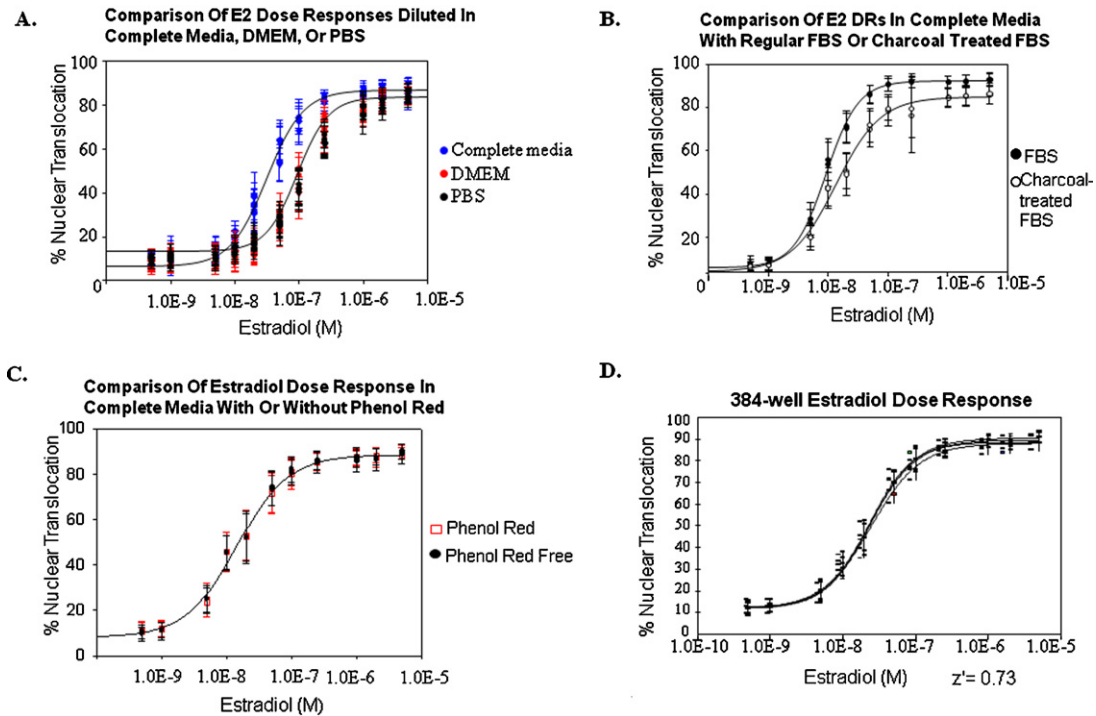 A.
Comparison Of E2 Dose Responses Diluted In
Complete Media, DMEM, Or PBS
% Nuclear Translocation
100
80
60
40
20
0
1.0E-9
1.0E-8
1.0E-7
1.0E-6
1.0E-5
Estradiol (M)
Complete media
DMEM
PBS
B.
Comparison Of E2 DRs In Complete Media
With Regular FBS Or Charcoal Treated FBS
% Nuclear Translocation
100
80
60
40
20
0
1.0E-9
1.0E-8
1.0E-7
1.0E-6
1.0E-5
Estradiol (M)
FBS
Charcoal-
treated
FBS
C.
Comparison Of Estradiol Dose Response In
Complete Media With Or Without Phenol Red
% Nuclear Translocation
100
80
60
40
20
0
1.0E-9
1.0E-8
1.0E-7
1.0E-6
1.0E-5
Estradiol (M)
Phenol Red
Phenol Red Free
D.
384-well Estradiol Dose Response
% Nuclear Translocation
100
90
80
70
60
50
40
30
20
10
0
1.0E-10
1.0E-9
1.0E-8
1.0E-7
1.0E-6
1.0E-5
Estradiol (M)
z'= 0.73